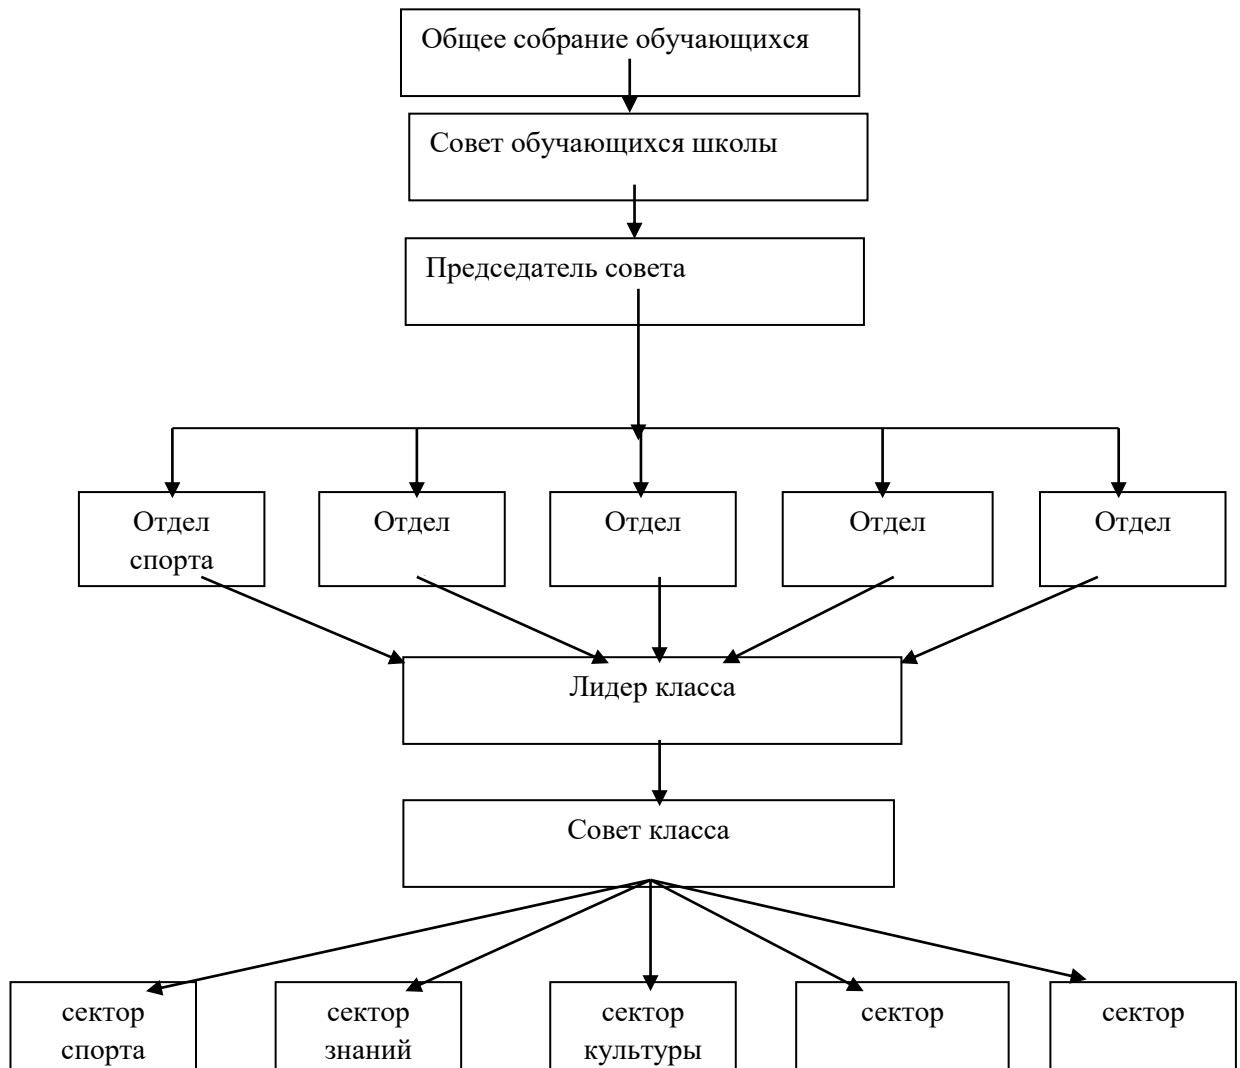 Общее собрание обучающихся
Совет обучающихся школы
Председатель совета
Отдел
спорта
Отдел
Отдел
Отдел
Отдел
Лидер класса
Совет класса
сектор
спорта
сектор
знаний
сектор
культуры
сектор
сектор